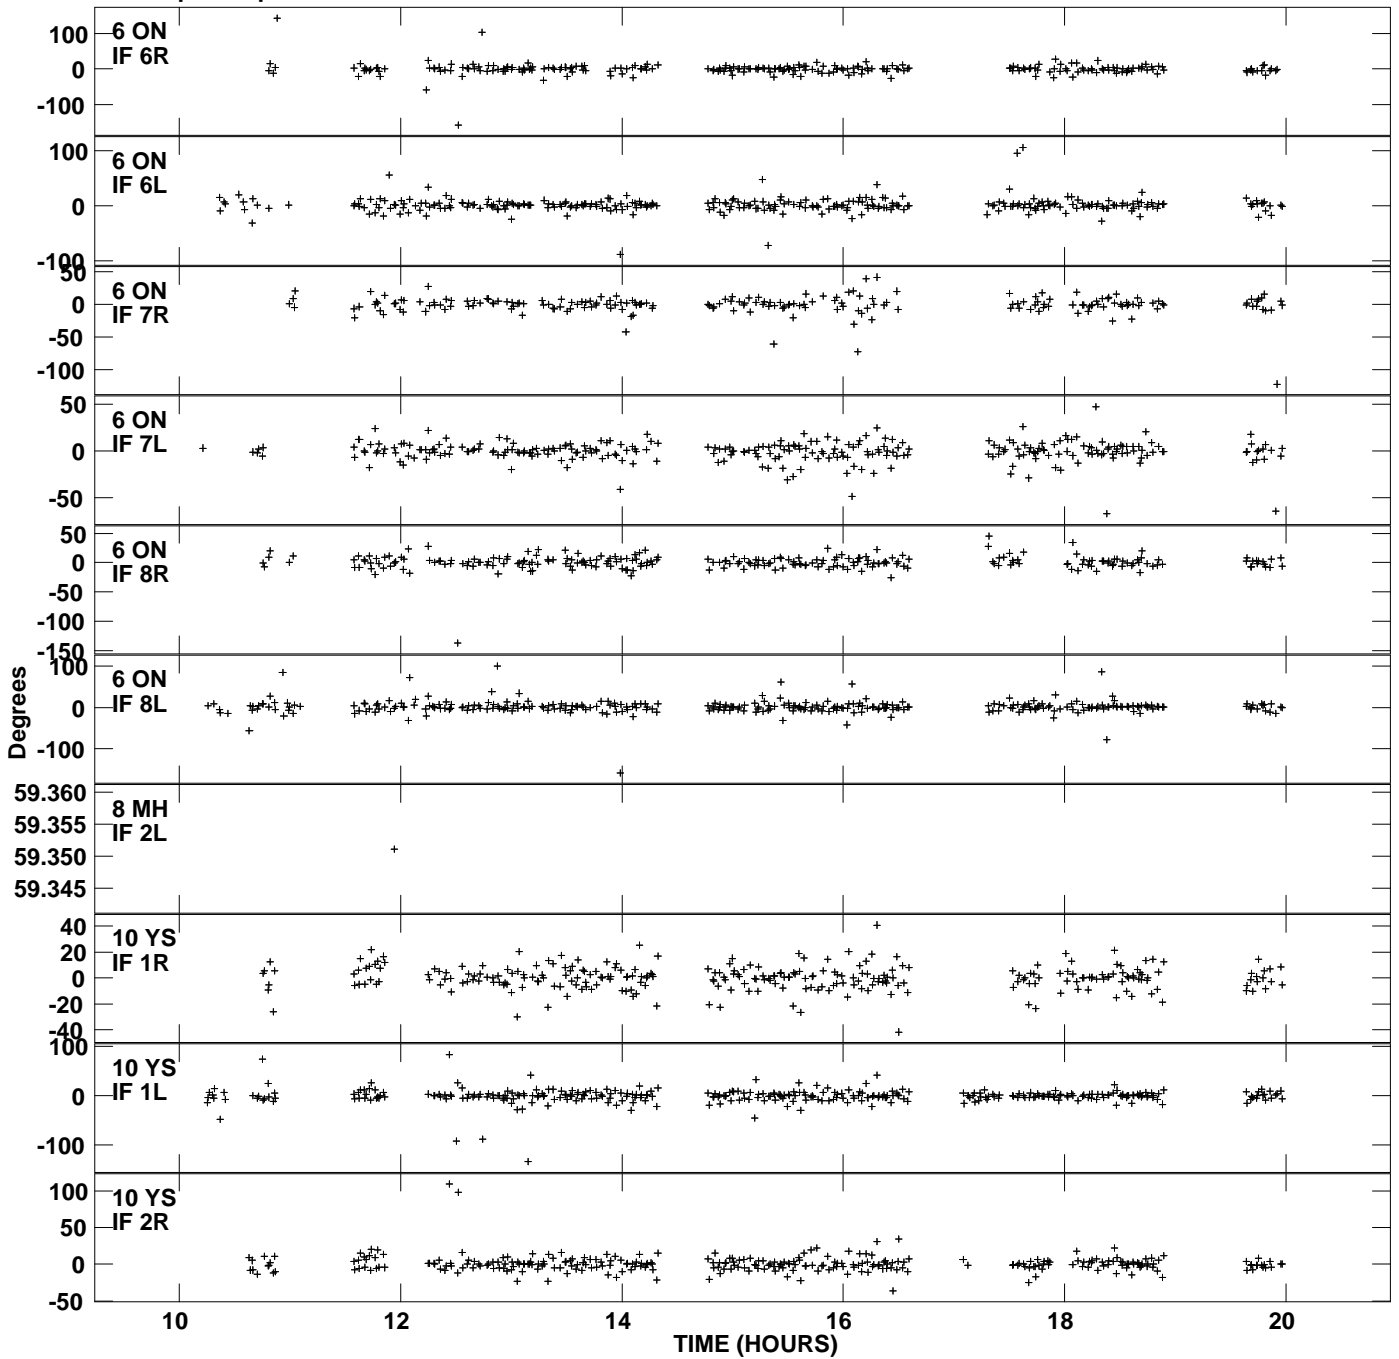 6 ON
IF 6R
100
0
-100
6 ON
IF 6L
100
0
-100
6 ON
IF 7R
50
0
-50
-100
6 ON
IF 7L
50
0
-50
6 ON
IF 8R
50
0
-50
-100
-150
6 ON
IF 8L
100
0
-100
Degrees
8 MH
IF 2L
59.360
59.355
59.350
59.345
10 YS
IF 1R
40
20
0
-20
-40
10 YS
IF 1L
100
0
-100
10 YS
IF 2R
100
50
0
-50
10 12 14 16 18 20
TIME (HOURS)